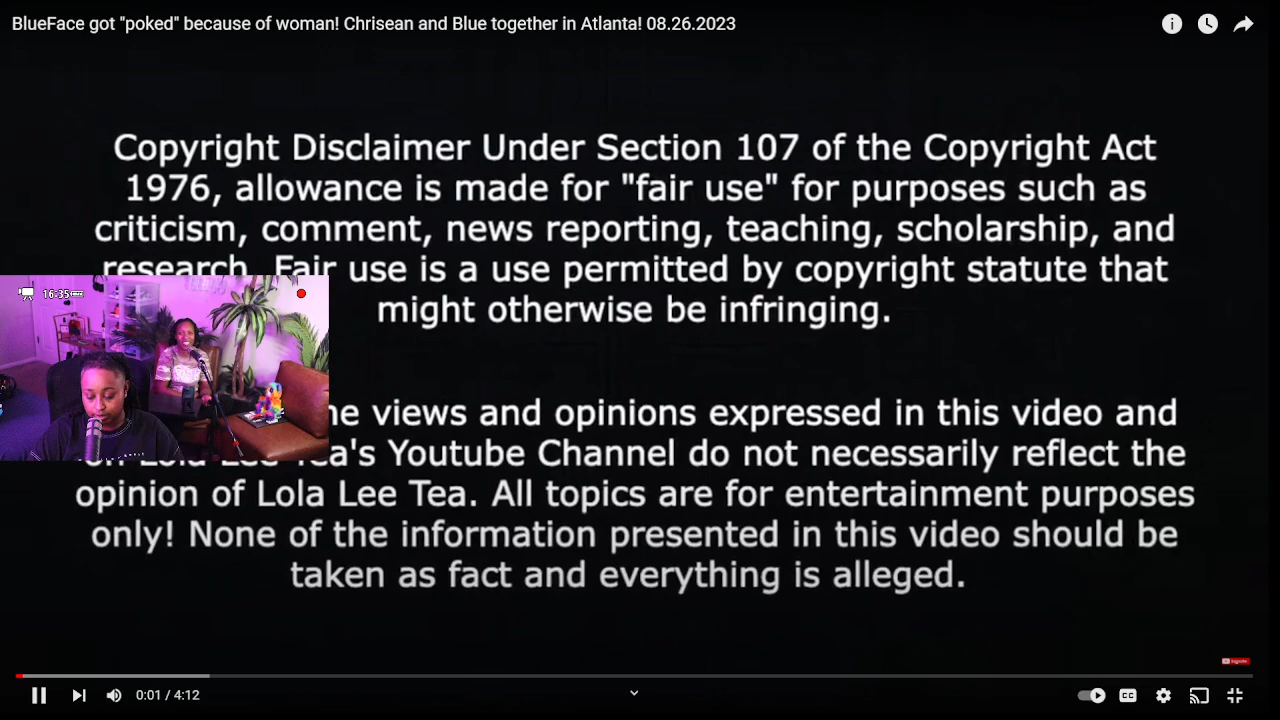 BlueFace got "poked" because of woman! Chrisean and Blue together in Atlanta! 08.26.2023
Copyright Disclaimer Under Section 107 of the Copyright Act
1976, allowance is made for "fair use" for purposes such as
criticism, comment, news reporting, teaching, scholarship, and
research. Fair use is a use permitted by copyright statute that
might otherwise be infringing.
16:35
views and opinions expressed in this video and
Tea's Youtube Channel do not necessarily reflect the
opinion of Lola Lee Tea. All topics are for entertainment purposes
only! None of the information presented in this video should be
taken as fact and everything is alleged.
0:01 / 4:12
CC